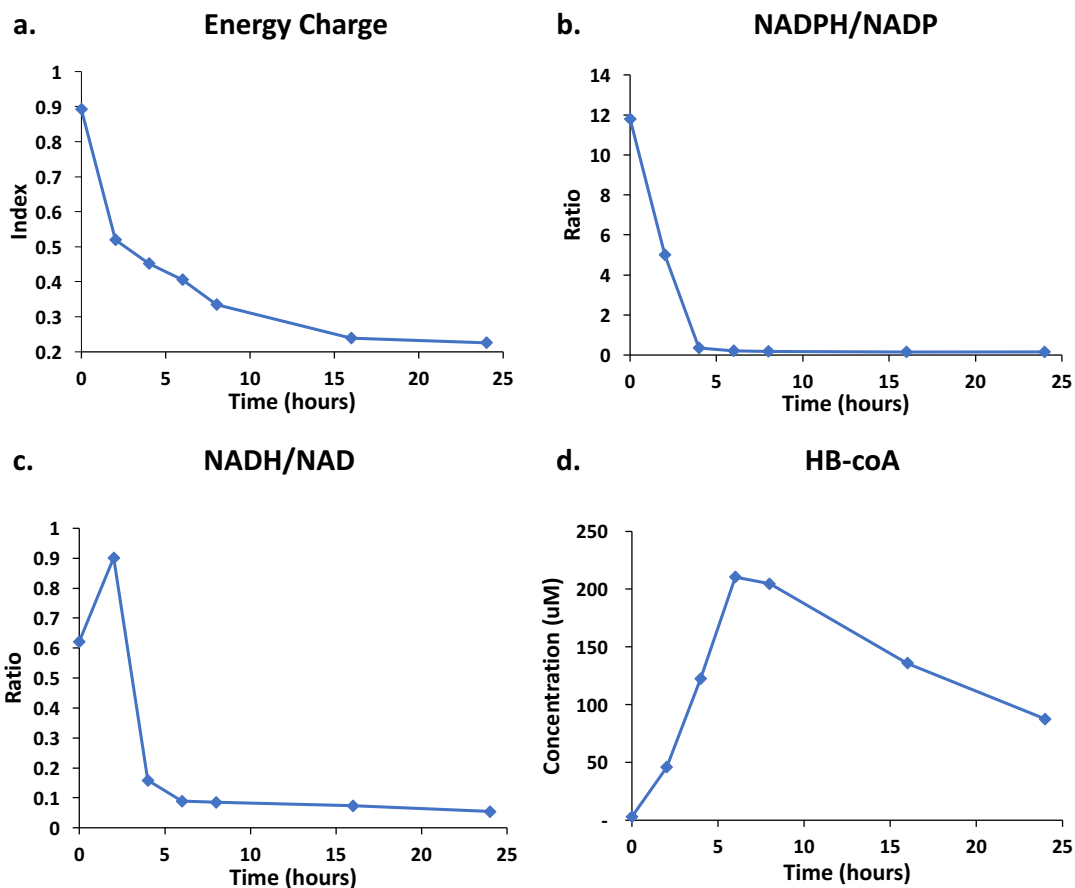 a. Energy Charge
1
0.9
0.8
0.7
0.6
0.5
0.4
0.3
0.2
Index
0 5 10 15 20 25
Time (hours)
b. NADPH/NADP
14
12
10
8
6
4
2
0
Ratio
0 5 10 15 20 25
Time (hours)
c. NADH/NAD
1
0.9
0.8
0.7
0.6
0.5
0.4
0.3
0.2
0.1
0
Ratio
0 5 10 15 20 25
Time (hours)
d. HB-coA
250
200
150
100
50
-
Concentration (uM)
0 5 10 15 20 25
Time (hours)